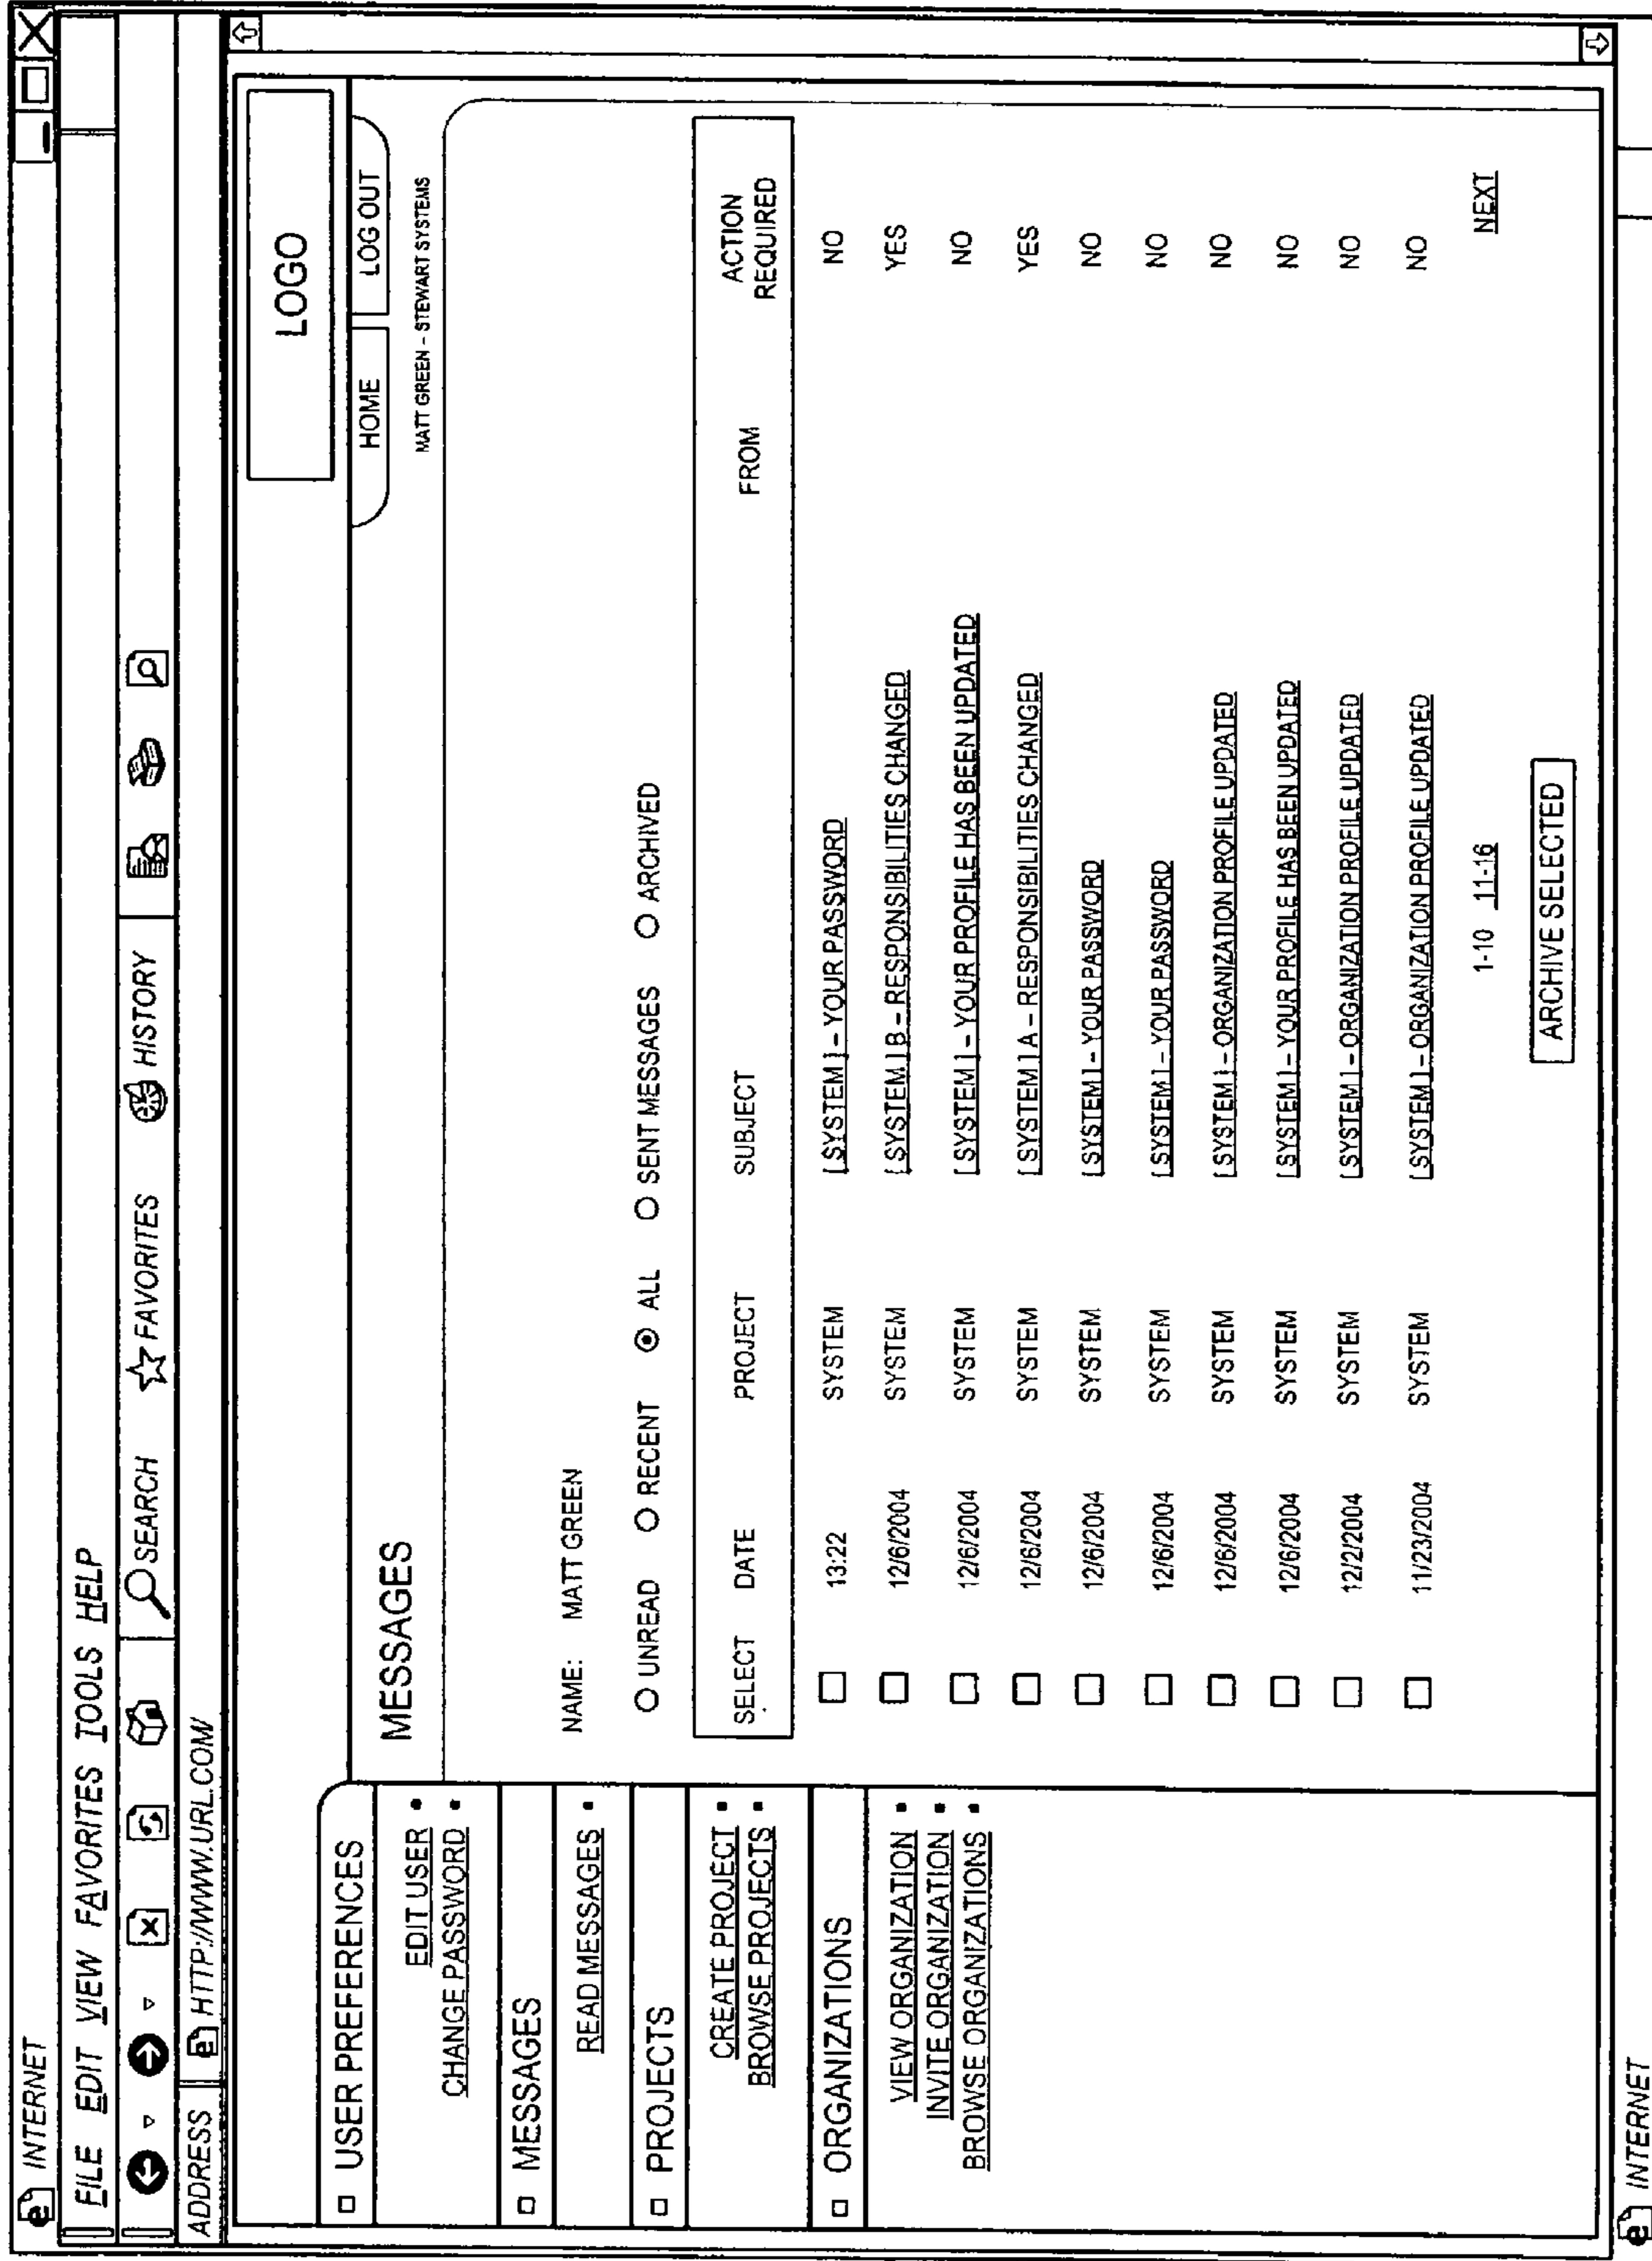 INTERNET
FILE EDIT VIEW FAVORITES TOOLS HELP
SEARCH FAVORITES HISTORY
ADDRESS HTTP://WWW.URL.COM/
LOGO
HOME LOG OUT
MATT GREEN – STEWART SYSTEMS
USER PREFERENCES
EDIT USER
CHANGE PASSWORD
MESSAGES
READ MESSAGES
PROJECTS
CREATE PROJECT
BROWSE PROJECTS
ORGANIZATIONS
VIEW ORGANIZATION
INVITE ORGANIZATION
BROWSE ORGANIZATIONS
MESSAGES
NAME: MATT GREEN
UNREAD RECENT ALL SENT MESSAGES ARCHIVED
SELECT DATE PROJECT SUBJECT FROM ACTION REQUIRED
13:22 SYSTEM [SYSTEM] – YOUR PASSWORD NO
12/6/2004 SYSTEM [SYSTEM] B – RESPONSIBILITIES CHANGED YES
12/6/2004 SYSTEM [SYSTEM] – YOUR PROFILE HAS BEEN UPDATED NO
12/6/2004 SYSTEM [SYSTEM] A – RESPONSIBILITIES CHANGED YES
12/6/2004 SYSTEM [SYSTEM] – YOUR PASSWORD NO
12/6/2004 SYSTEM [SYSTEM] – YOUR PASSWORD NO
12/6/2004 SYSTEM [SYSTEM] – ORGANIZATION PROFILE UPDATED NO
12/6/2004 SYSTEM [SYSTEM] – YOUR PROFILE HAS BEEN UPDATED NO
12/2/2004 SYSTEM [SYSTEM] – ORGANIZATION PROFILE UPDATED NO
11/23/2004 SYSTEM [SYSTEM] – ORGANIZATION PROFILE UPDATED NO
1-10 11-16 NEXT
ARCHIVE SELECTED
INTERNET